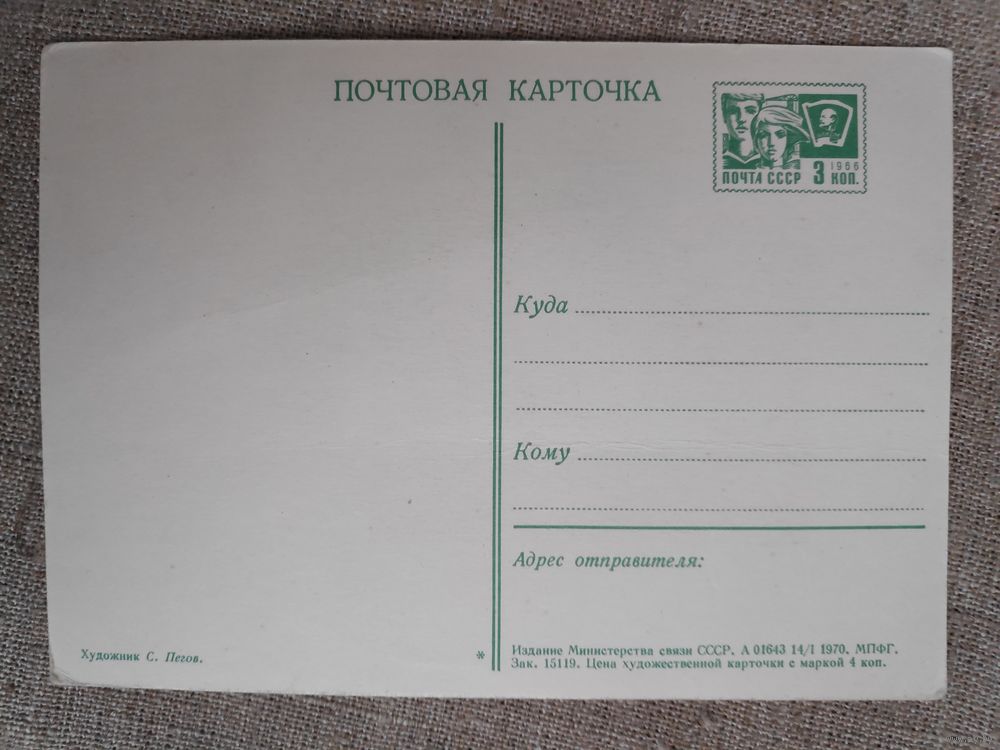 ПОЧТОВАЯ КАРТОЧКА
1966
ПОЧТА СССР 3 КОП.
Куда
Кому
Адрес отправителя:
Художник С. Пегов.
*
Издание Министерства связи СССР. А 01643 14/I 1970. МПФГ.
Зак. 15119. Цена художественной карточки с маркой 4 коп.